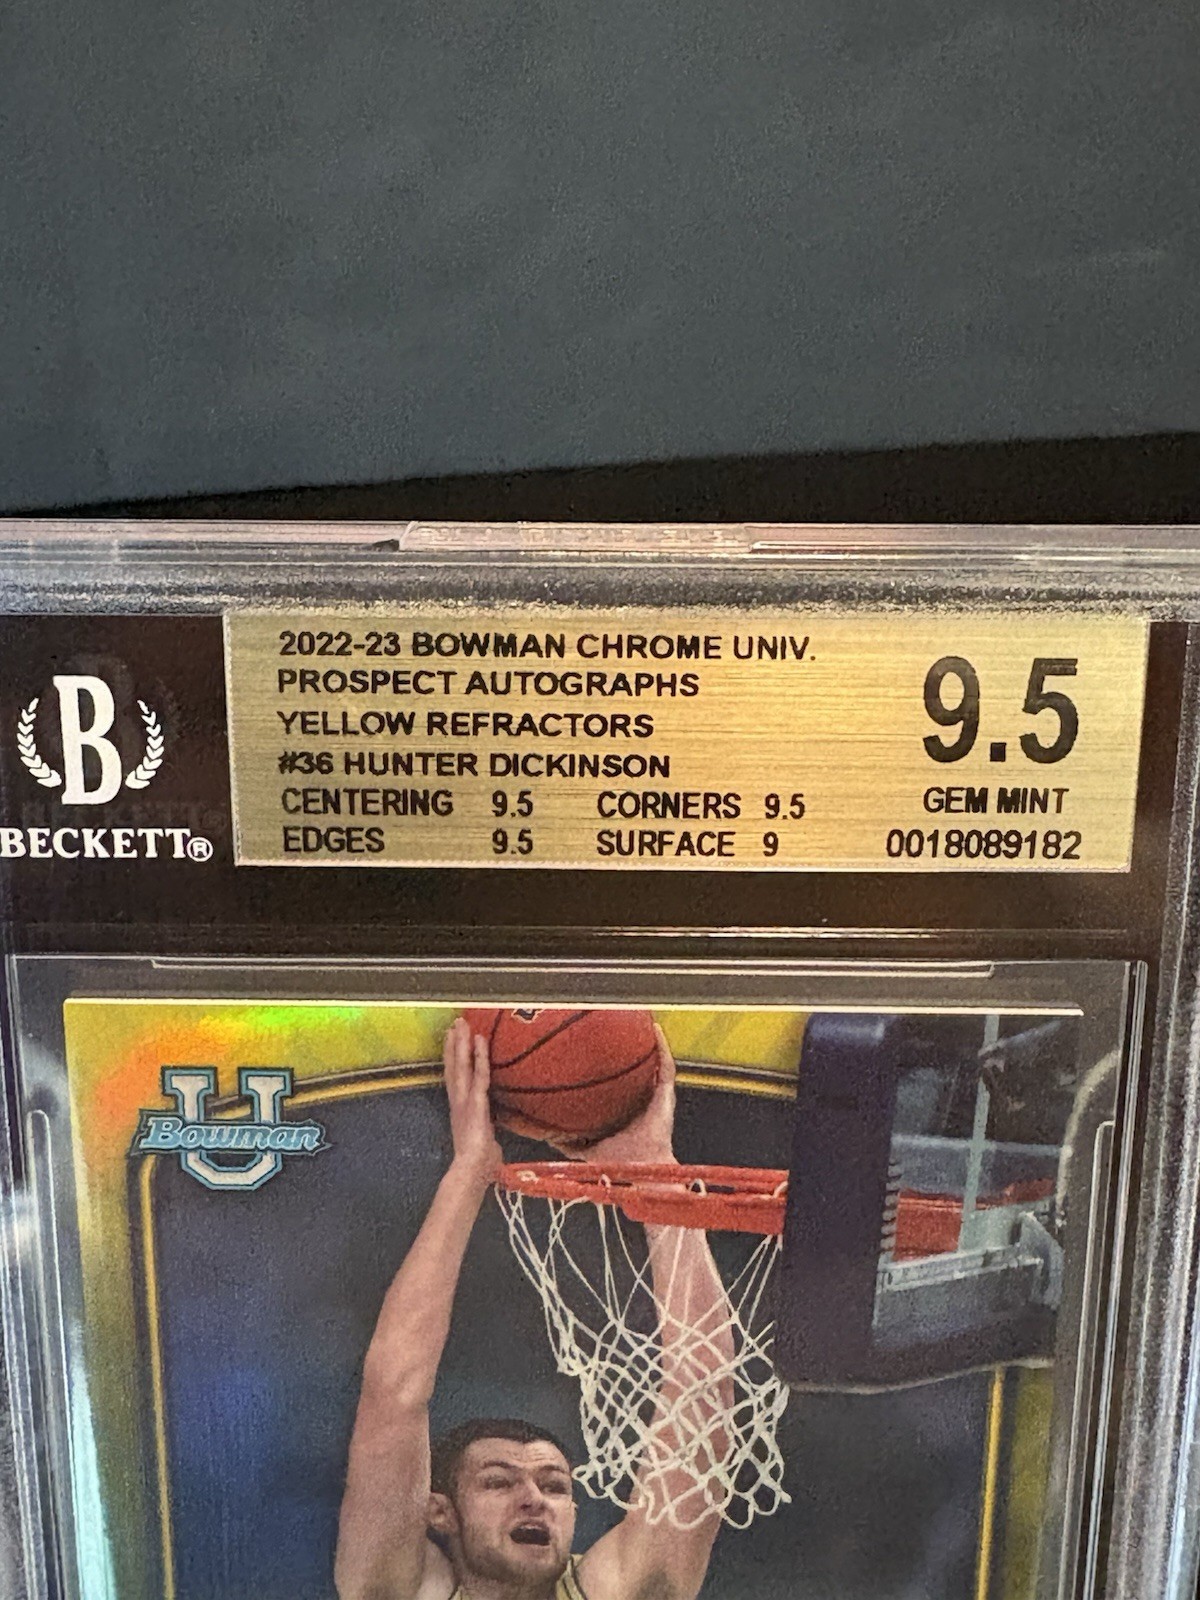 2022-23 BOWMAN CHROME UNIV.
PROSPECT AUTOGRAPHS
YELLOW REFRACTORS
#36 HUNTER DICKINSON
CENTERING 9.5 CORNERS 9.5
EDGES 9.5 SURFACE 9
9.5
GEM MINT
0018089182
B
BECKETT®
U
Bowman